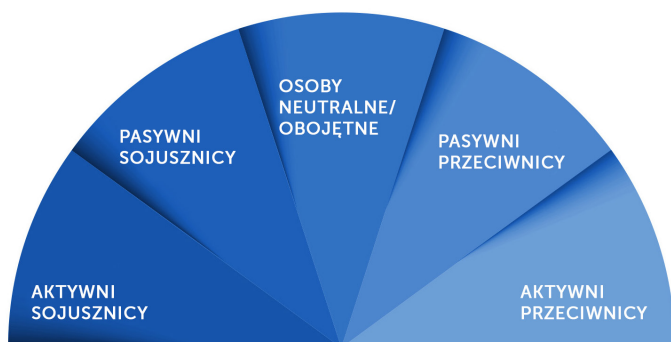 AKTYWNI
SOJUSZNICY
PASYWNI
SOJUSZNICY
OSOBY
NEUTRALNE/
OBOJĘTNE
PASYWNI
PRZECIWNICY
AKTYWNI
PRZECIWNICY